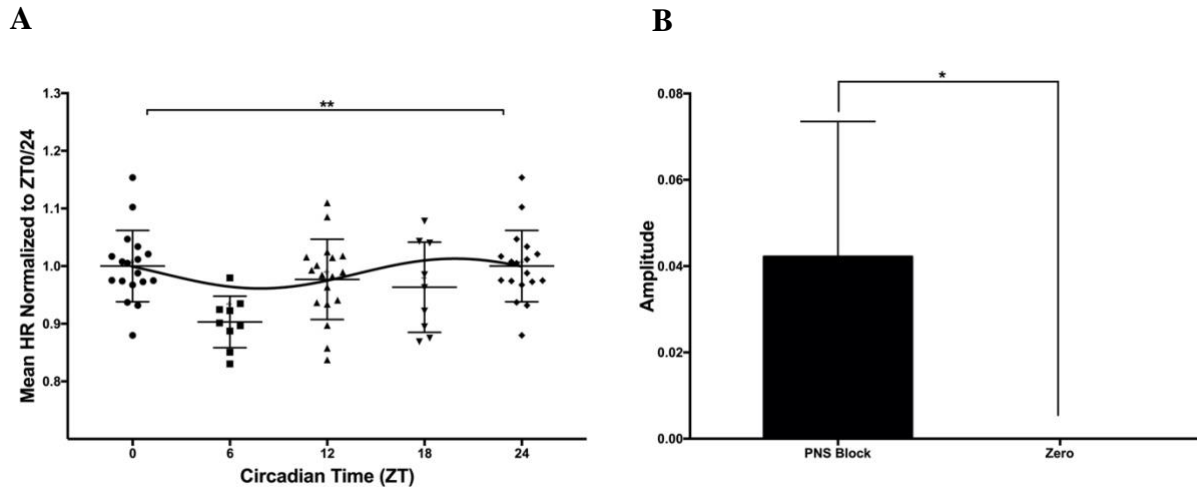 A
B
Mean HR Normalized to ZT0/24
1.3
1.2
1.1
1.0
0.9
0.8
**
0
6
12
18
24
Circadian Time (ZT)
Amplitude
0.08
0.06
0.04
0.02
0.00
*
PNS Block
Zero